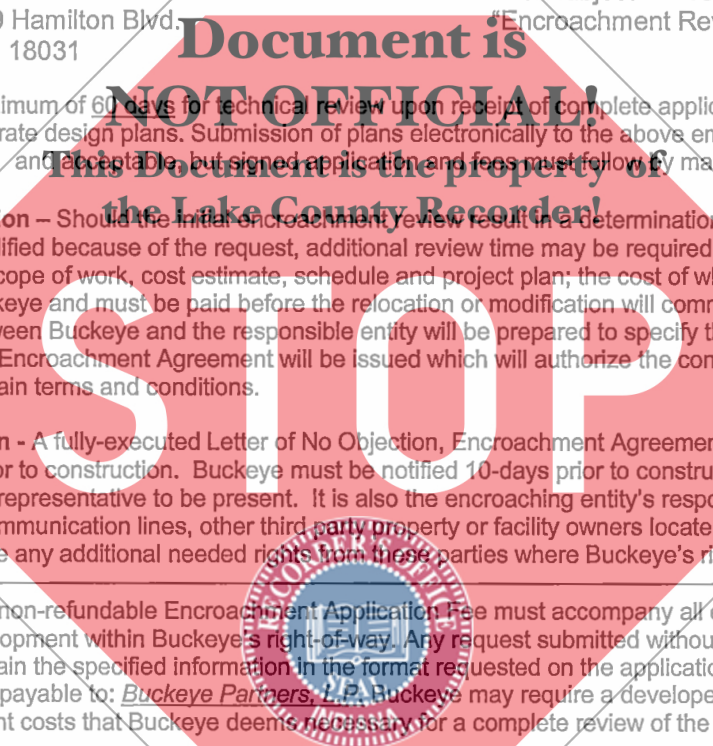 9 Hamilton Blvd.
"Encroachment Rev
18031
Document is
NOT OFFICIAL!
This Document is the property of
the Lake County Recorder!
imum of 60 days for technical review upon receipt of complete applic
rate design plans. Submission of plans electronically to the above em
and acceptable, but signed application and fees must follow by ma
on – Should the initial encroachment review result in a determination
lified because of the request, additional review time may be required
cope of work, cost estimate, schedule and project plan; the cost of wh
keye and must be paid before the relocation or modification will comm
ween Buckeye and the responsible entity will be prepared to specify th
Encroachment Agreement will be issued which will authorize the con
ain terms and conditions.
STOP
n - A fully-executed Letter of No Objection, Encroachment Agreemen
or to construction. Buckeye must be notified 10-days prior to constru
representative to be present. It is also the encroaching entity's respo
mmunication lines, other third party property or facility owners locate
e any additional needed rights from these parties where Buckeye's ri
RECORDER'S OFFICE
SEAL
INDIANA
non-refundable Encroachment Application Fee must accompany all
opment within Buckeye's right-of-way. Any request submitted withou
ain the specified information in the format requested on the applicatio
payable to: Buckeye Partners, L.P. Buckeye may require a develope
nt costs that Buckeye deems necessary for a complete review of the